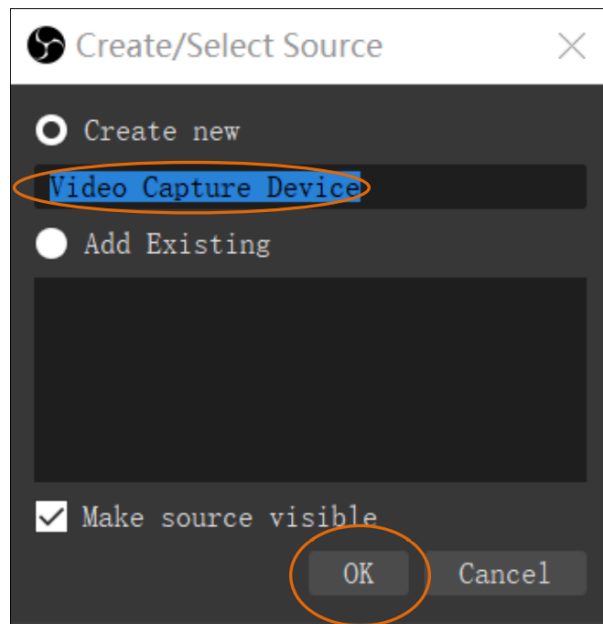 Create/Select Source
Create new
Video Capture Device
Add Existing
Make source visible
OK Cancel